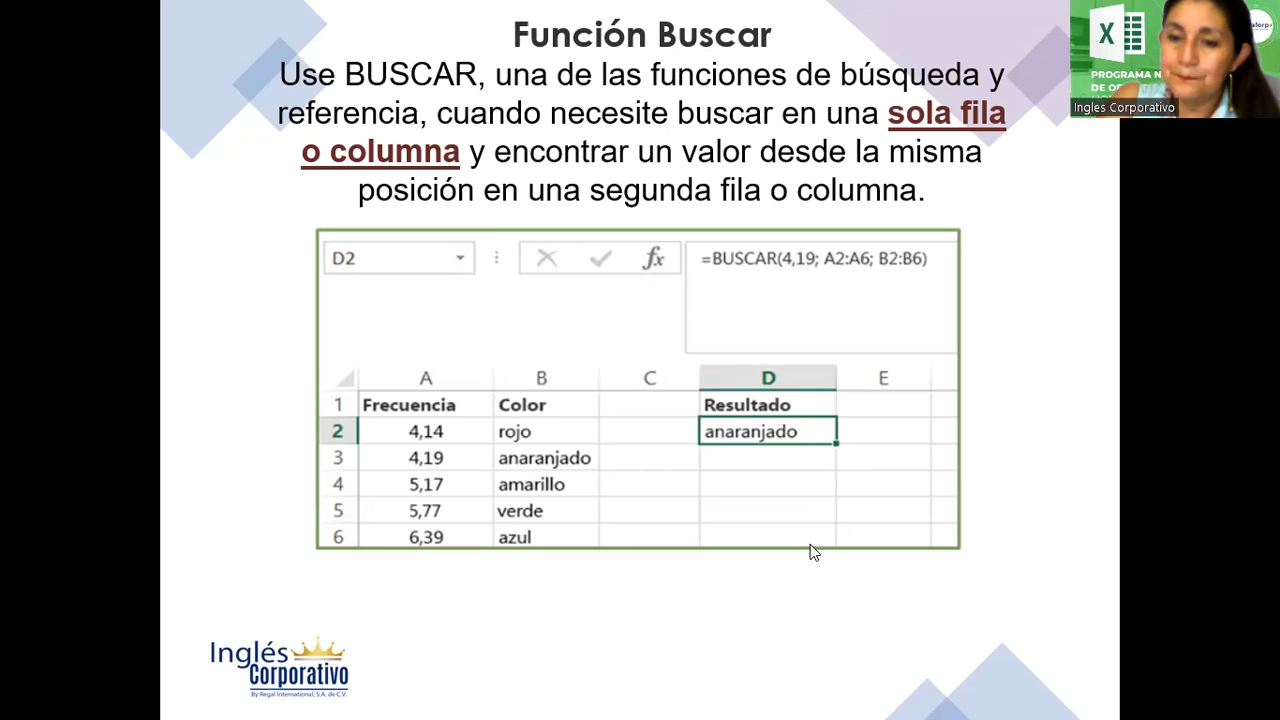 Función Buscar
Use BUSCAR, una de las funciones de búsqueda y
referencia, cuando necesite buscar en una sola fila
o columna y encontrar un valor desde la misma
posición en una segunda fila o columna.
D2
fx
=BUSCAR(4,19; A2:A6; B2:B6)
A B C D E
1 Frecuencia Color Resultado
2 4,14 rojo anaranjado
3 4,19 anaranjado
4 5,17 amarillo
5 5,77 verde
6 6,39 azul
Inglés
Corporativo
By Regal International, S.A. de C.V.
X
PROGRAMA N
DE OF
Ingles Corporativo